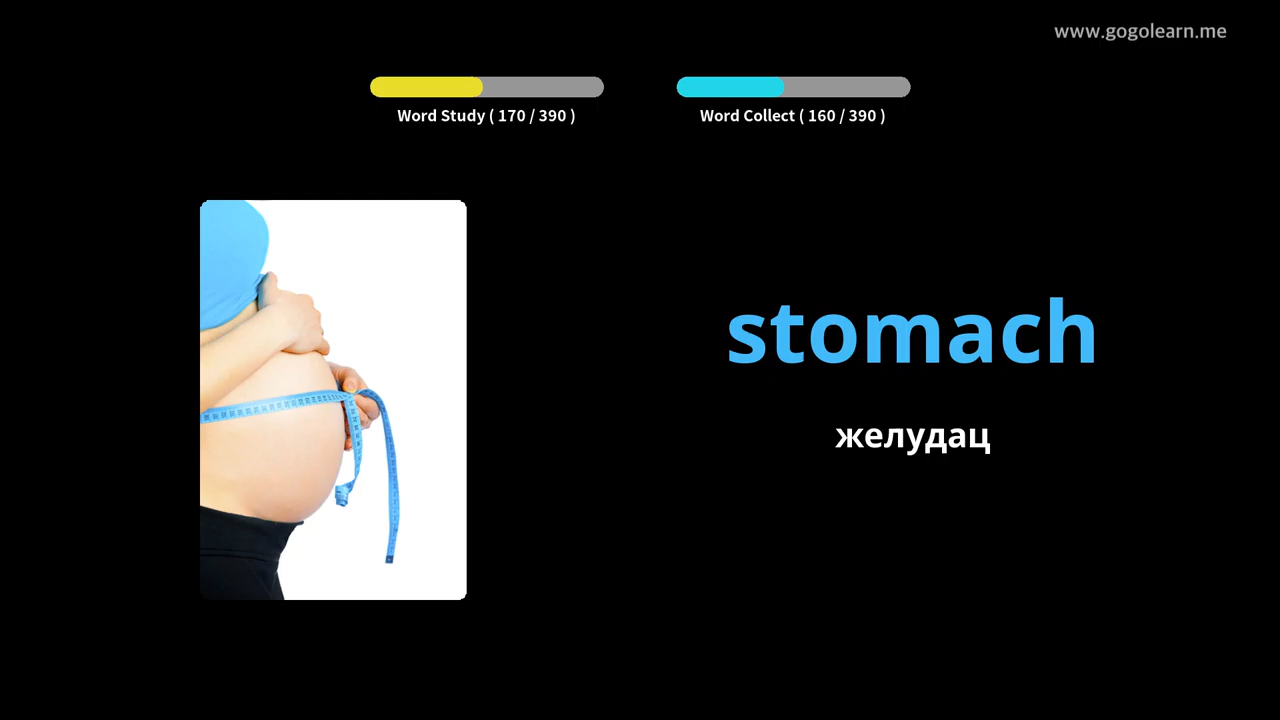 www.gogolearn.me
Word Study ( 170 / 390 )
Word Collect ( 160 / 390 )
stomach
желудац